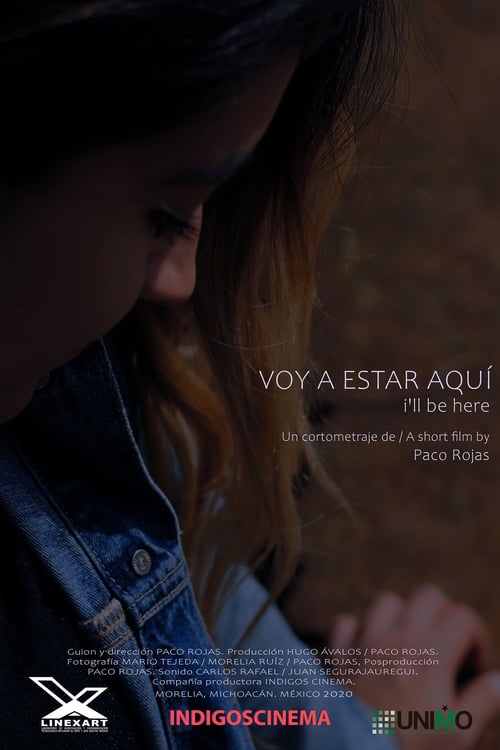 VOY A ESTAR AQUÍ
i'll be here
Un cortometraje de / A short film by
Paco Rojas
Guion y dirección PACO ROJAS. Producción HUGO ÁVALOS / PACO ROJAS.
Fotografía MARIO TEJEDA / MORELIA RUÍZ / PACO ROJAS, Posproducción
PACO ROJAS. Sonido CARLOS RAFAEL / JUAN SEGURAJAUREGUI.
Compañía productora INDIGOS CINEMA.
MORELIA, MICHOACÁN. MÉXICO 2020
LINEXART
INDIGOSCINEMA
UNIMO